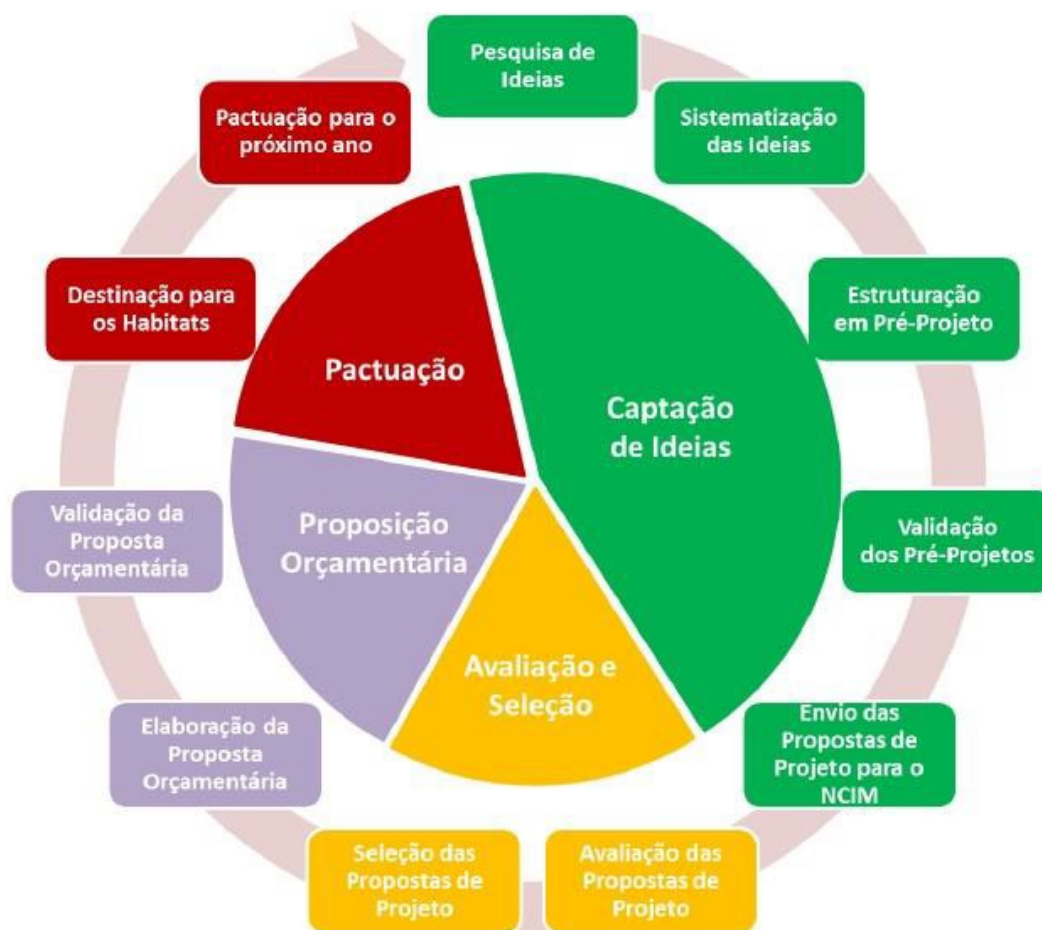 Pesquisa de
Ideias
Sistematização
das Ideias
Estruturação
em Pré-Projeto
Validação
dos Pré-Projetos
Envio das
Propostas de
Projeto para o
NCIM
Avaliação das
Propostas de
Projeto
Seleção das
Propostas de
Projeto
Elaboração da
Proposta
Orçamentária
Validação da
Proposta
Orçamentária
Destinação para
os Habitats
Pactuação para o
próximo ano
Captação
de Ideias
Avaliação e
Seleção
Proposição
Orçamentária
Pactuação